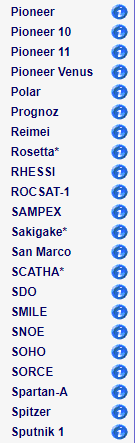 Pioneer
Pioneer 10
Pioneer 11
Pioneer Venus
Polar
Prognoz
Reimei
Rosetta*
RHESSI
ROCSAT-1
SAMPEX
Sakigake*
San Marco
SCATHA*
SDO
SMILE
SNOE
SOHO
SORCE
Spartan-A
Spitzer
Sputnik 1